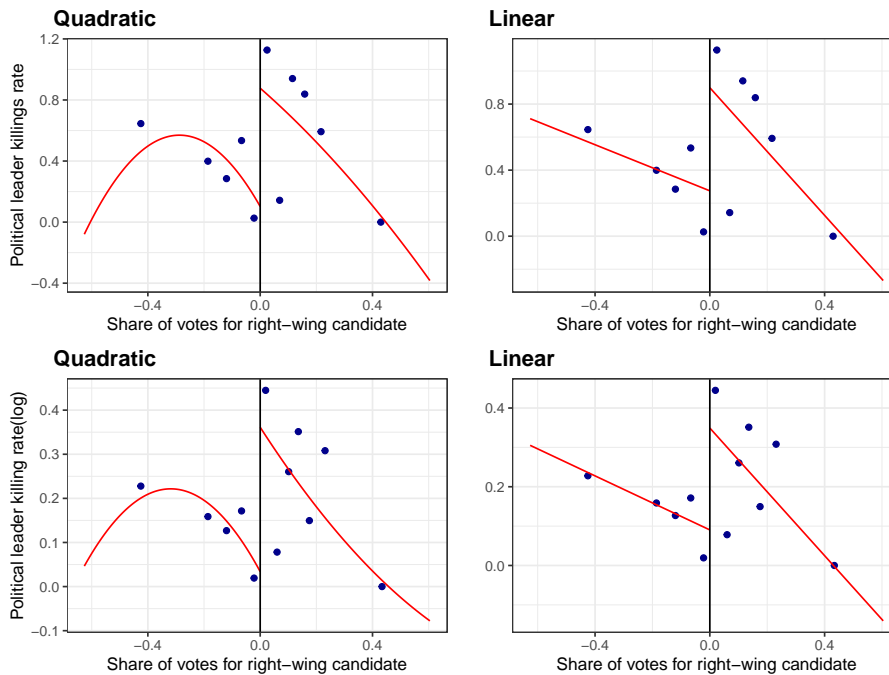 Quadratic
Linear
Political leader killings rate
1.2
0.8
0.4
0.0
−0.4
−0.4
0.0
0.4
Share of votes for right−wing candidate
0.8
0.4
0.0
−0.4
0.0
0.4
Share of votes for right−wing candidate
Quadratic
Linear
Political leader killing rate(log)
0.4
0.3
0.2
0.1
0.0
−0.1
−0.4
0.0
0.4
Share of votes for right−wing candidate
0.4
0.2
0.0
−0.4
0.0
0.4
Share of votes for right−wing candidate